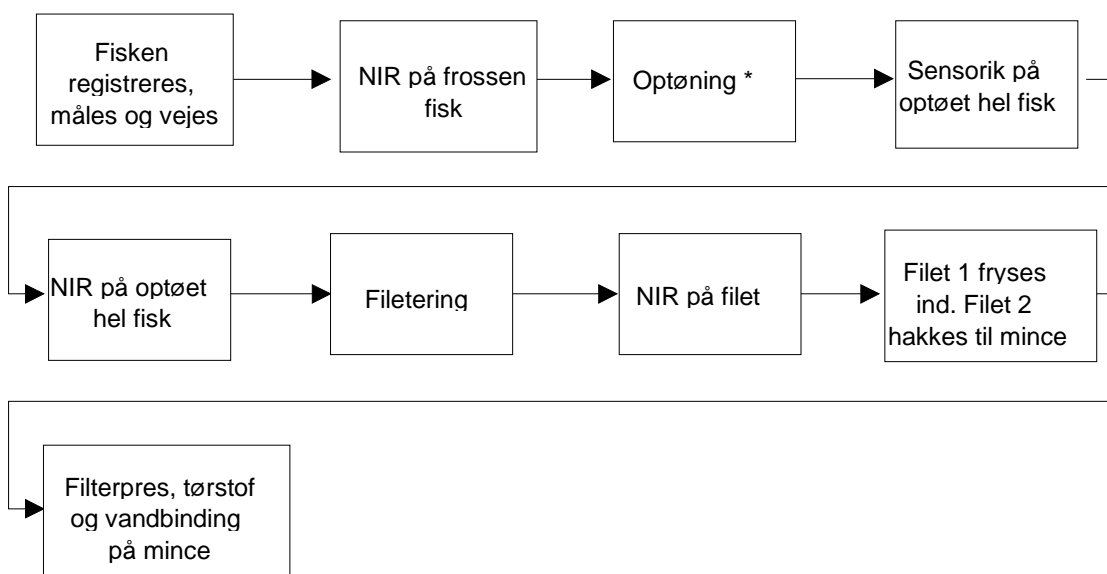 Fisken
registreres,
måles og vejes
NIR på frossen
fisk
Optøning *
Sensorik på
optøet hel fisk
NIR på optøet
hel fisk
Filetering
NIR på filet
Filet 1 fryses
ind. Filet 2
hakkes til mince
Filterpres, tørstof
og vandbinding
på mince